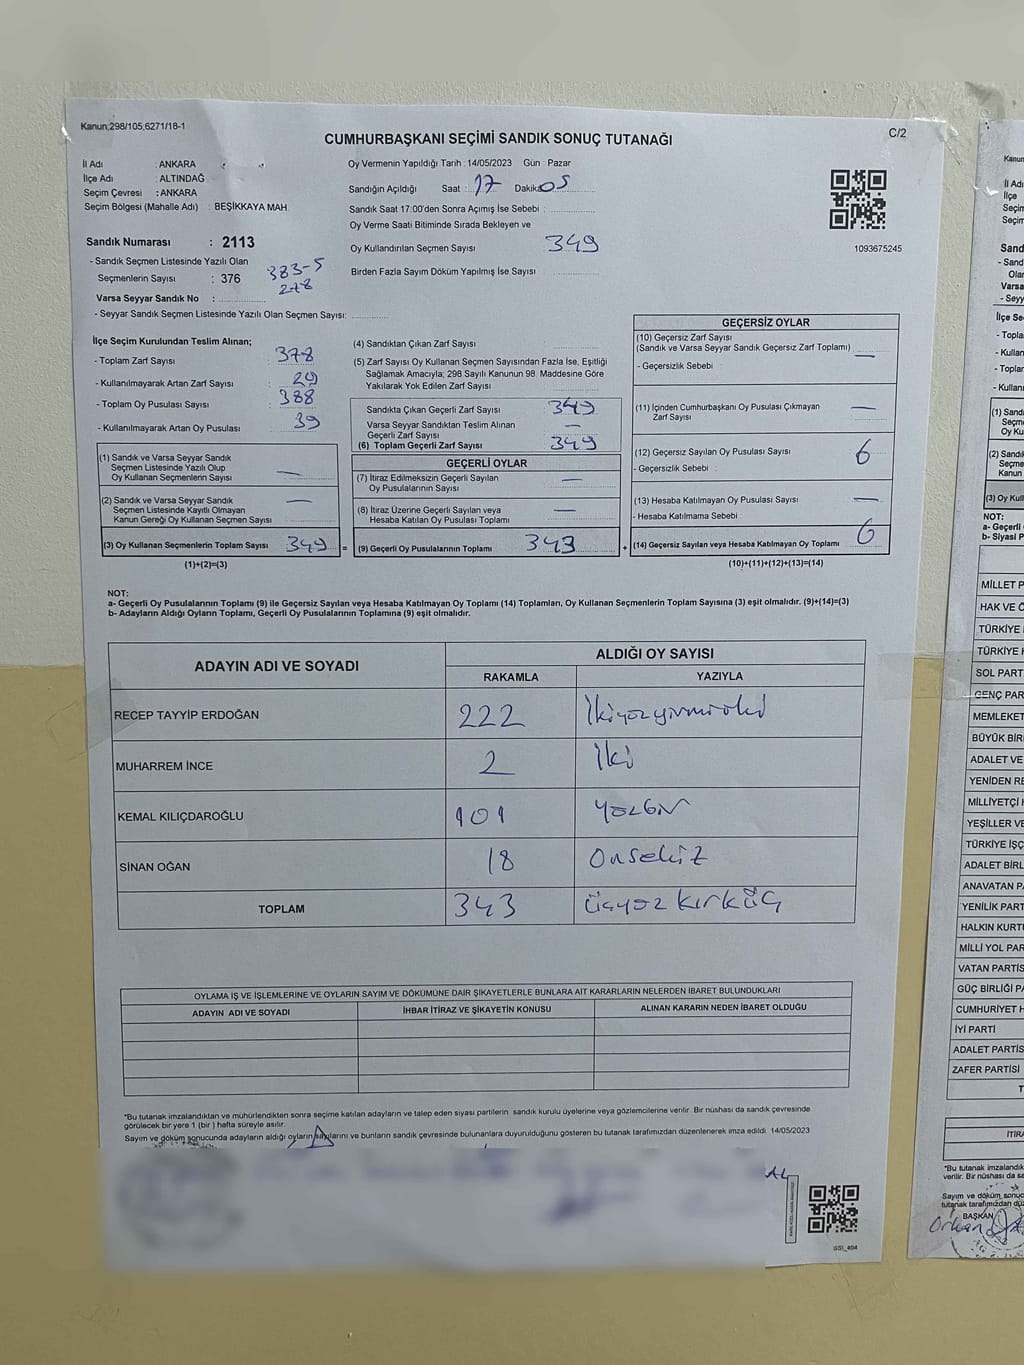 Kanun;298/105;6271/18-1
C/2
CUMHURBAŞKANI SEÇİMİ SANDIK SONUÇ TUTANAĞI
İl Adı : ANKARA
İlçe Adı : ALTINDAĞ
Seçim Çevresi : ANKARA
Seçim Bölgesi (Mahalle Adı) : BEŞİKKAYA MAH.
Sandık Numarası : 2113
- Sandık Seçmen Listesinde Yazılı Olan
Seçmenlerin Sayısı : 376
383-5
278
Varsa Seyyar Sandık No :
- Seyyar Sandık Seçmen Listesinde Yazılı Olan Seçmen Sayısı:
Oy Vermenin Yapıldığı Tarih : 14/05/2023 Gün : Pazar
Sandığın Açıldığı Saat : 17 Dakika: 05
Sandık Saat 17:00'den Sonra Açımış İse Sebebi :
Oy Verme Saati Bitiminde Sırada Bekleyen ve
Oy Kullandırılan Seçmen Sayısı 349
Birden Fazla Sayım Döküm Yapılmış İse Sayısı
1093675245
İlçe Seçim Kurulundan Teslim Alınan;
- Toplam Zarf Sayısı : 378
- Kullanılmayarak Artan Zarf Sayısı : 29
- Toplam Oy Pusulası Sayısı : 388
- Kullanılmayarak Artan Oy Pusulası : 39
(4) Sandıktan Çıkan Zarf Sayısı
(5) Zarf Sayısı Oy Kullanan Seçmen Sayısından Fazla İse, Eşitliği
Sağlamak Amacıyla; 298 Sayılı Kanunun 98. Maddesine Göre
Yakılarak Yok Edilen Zarf Sayısı
Sandıkta Çıkan Geçerli Zarf Sayısı 349
Varsa Seyyar Sandıktan Teslim Alınan
Geçerli Zarf Sayısı —
(6) Toplam Geçerli Zarf Sayısı 349
GEÇERSİZ OYLAR
(10) Geçersiz Zarf Sayısı
(Sandık ve Varsa Seyyar Sandık Geçersiz Zarf Toplamı) —
- Geçersizlik Sebebi :
(11) İçinden Cumhurbaşkanı Oy Pusulası Çıkmayan
Zarf Sayısı —
(12) Geçersiz Sayılan Oy Pusulası Sayısı 6
- Geçersizlik Sebebi :
(13) Hesaba Katılmayan Oy Pusulası Sayısı —
- Hesaba Katılmama Sebebi
(14) Geçersiz Sayılan veya Hesaba Katılmayan Oy Toplamı 6
(10)+(11)+(12)+(13)=(14)
(1) Sandık ve Varsa Seyyar Sandık
Seçmen Listesinde Yazılı Olup
Oy Kullanan Seçmenlerin Sayısı —
(2) Sandık ve Varsa Seyyar Sandık
Seçmen Listesinde Kayıtlı Olmayan
Kanun Gereği Oy Kullanan Seçmen Sayısı —
(3) Oy Kullanan Seçmenlerin Toplam Sayısı 349 =
(1)+(2)=(3)
GEÇERLİ OYLAR
(7) İtiraz Edilmeksizin Geçerli Sayılan
Oy Pusulalarının Sayısı —
(8) İtiraz Üzerine Geçerli Sayılan veya
Hesaba Katılan Oy Pusulası Toplamı —
(9) Geçerli Oy Pusulalarının Toplamı 343 +
NOT:
a- Geçerli Oy Pusulalarının Toplamı (9) ile Geçersiz Sayılan veya Hesaba Katılmayan Oy Toplamı (14) Toplamları, Oy Kullanan Seçmenlerin Toplam Sayısına (3) eşit olmalıdır. (9)+(14)=(3)
b- Adayların Aldığı Oyların Toplamı, Geçerli Oy Pusulalarının Toplamına (9) eşit olmalıdır.
ADAYIN ADI VE SOYADI
ALDIĞI OY SAYISI
RAKAMLA YAZIYLA
RECEP TAYYİP ERDOĞAN 222 İkiyüzyirmiiki
MUHARREM İNCE 2 İki
KEMAL KILIÇDAROĞLU 101 Yüzbir
SİNAN OĞAN 18 Onsekiz
TOPLAM 343 Üçyüzkırküç
OYLAMA İŞ VE İŞLEMLERİNE VE OYLARIN SAYIM VE DÖKÜMÜNE DAİR ŞİKAYETLERLE BUNLARA AİT KARARLARIN NELERDEN İBARET BULUNDUKLARI
ADAYIN ADI VE SOYADI İHBAR İTİRAZ VE ŞİKAYETİN KONUSU ALINAN KARARIN NEDEN İBARET OLDUĞU
*Bu tutanak imzalandıktan ve mühürlendikten sonra seçime katılan adayların ve talep eden siyasi partilerin sandık kurulu üyelerine veya gözlemcilerine verilir. Bir nüshası da sandık çevresinde
görülecek bir yere 1 (bir) hafta süreyle asılır.
Sayım ve döküm sonucunda adayların aldığı oyların sayılarını ve bunların sandık çevresinde bulunanlara duyurulduğunu gösteren bu tutanak tarafımızdan düzenlenerek imza edildi. 14/05/2023
SSI_404
Kanun
İl Adı
İlçe
Seçim
Seçim
Sand
- Sand
Olan
Varsa
- Seyy
İlçe Se
- Topla
- Kullan
- Toplar
- Kullanı
(1) Sandı
Seçme
Oy Ku
(2) Sandık
Seçme
Kanun
(3) Oy Kul
NOT:
a- Geçerli
b- Siyasi P
MİLLET P
HAK VE Ö
TÜRKİYE
TÜRKİYE
SOL PART
GENÇ PAR
MEMLEKET
BÜYÜK BİR
ADALET VE
YENİDEN RE
MİLLİYETÇİ
YEŞİLLER VE
TÜRKİYE İŞÇ
ADALET BİRL
ANAVATAN PA
YENİLİK PART
HALKIN KURT
MİLLİ YOL PAR
VATAN PARTİS
GÜÇ BİRLİĞİ PA
CUMHURİYET H
İYİ PARTİ
ADALET PARTİS
ZAFER PARTİSİ
T
İTİRA
*Bu tutanak imzalandık
verilir. Bir nüshası da sa
Sayım ve döküm sonuc
tutanak tarafımızdan dü
BAŞKAN
Orhan